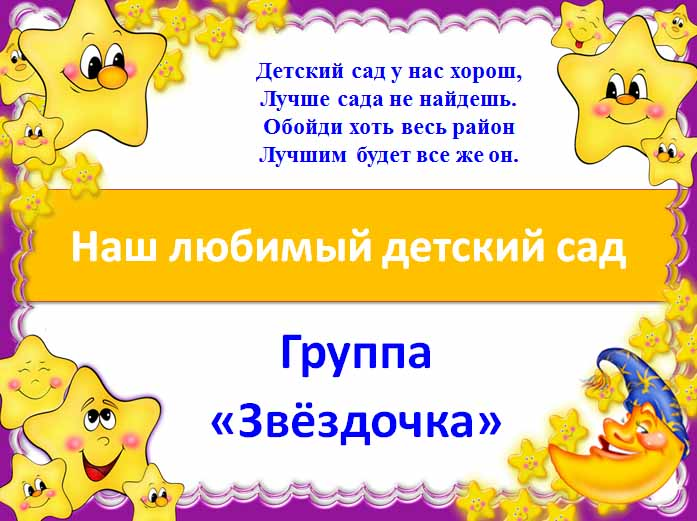 Детский сад у нас хорош,
Лучше сада не найдешь.
Обойди хоть весь район
Лучшим будет все же он.
Наш любимый детский сад
Группа
«Звёздочка»